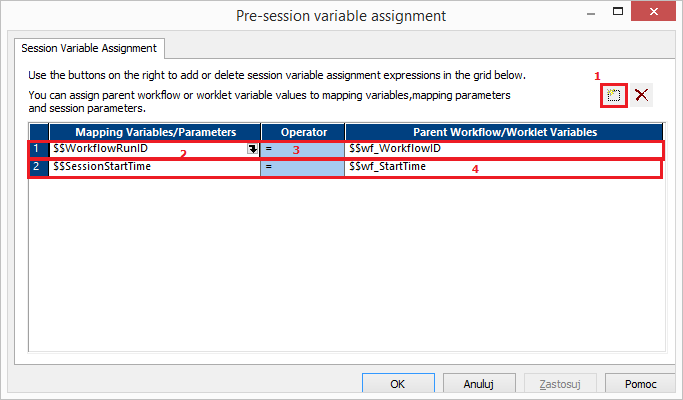 Pre-session variable assignment
Session Variable Assignment
Use the buttons on the right to add or delete session variable assignment expressions in the grid below.
1
You can assign parent workflow or worklet variable values to mapping variables,mapping parameters
and session parameters.
Mapping Variables/Parameters Operator Parent Workflow/Worklet Variables
1 $$WorkflowRunID 2 = 3 $$wf_WorkflowID
2 $$SessionStartTime = $$wf_StartTime 4
OK Anuluj Zastosuj Pomoc